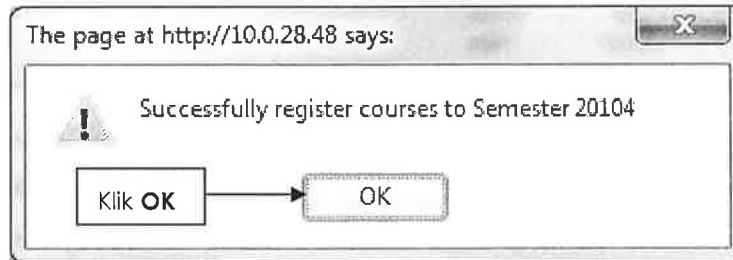 The page at http://10.0.28.48 says:
Successfully register courses to Semester 20104
Klik OK
OK